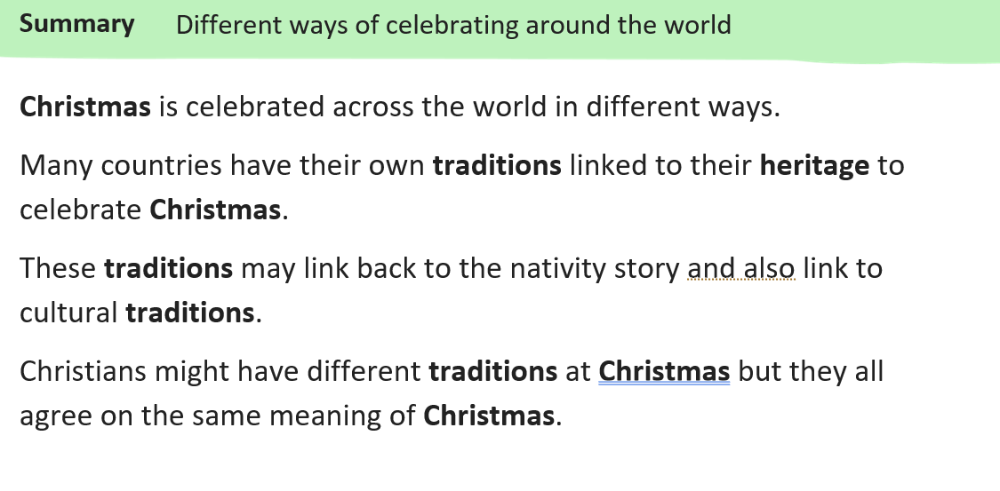 Summary Different ways of celebrating around the world
Christmas is celebrated across the world in different ways.
Many countries have their own traditions linked to their heritage to
celebrate Christmas.
These traditions may link back to the nativity story and also link to
cultural traditions.
Christians might have different traditions at Christmas but they all
agree on the same meaning of Christmas.